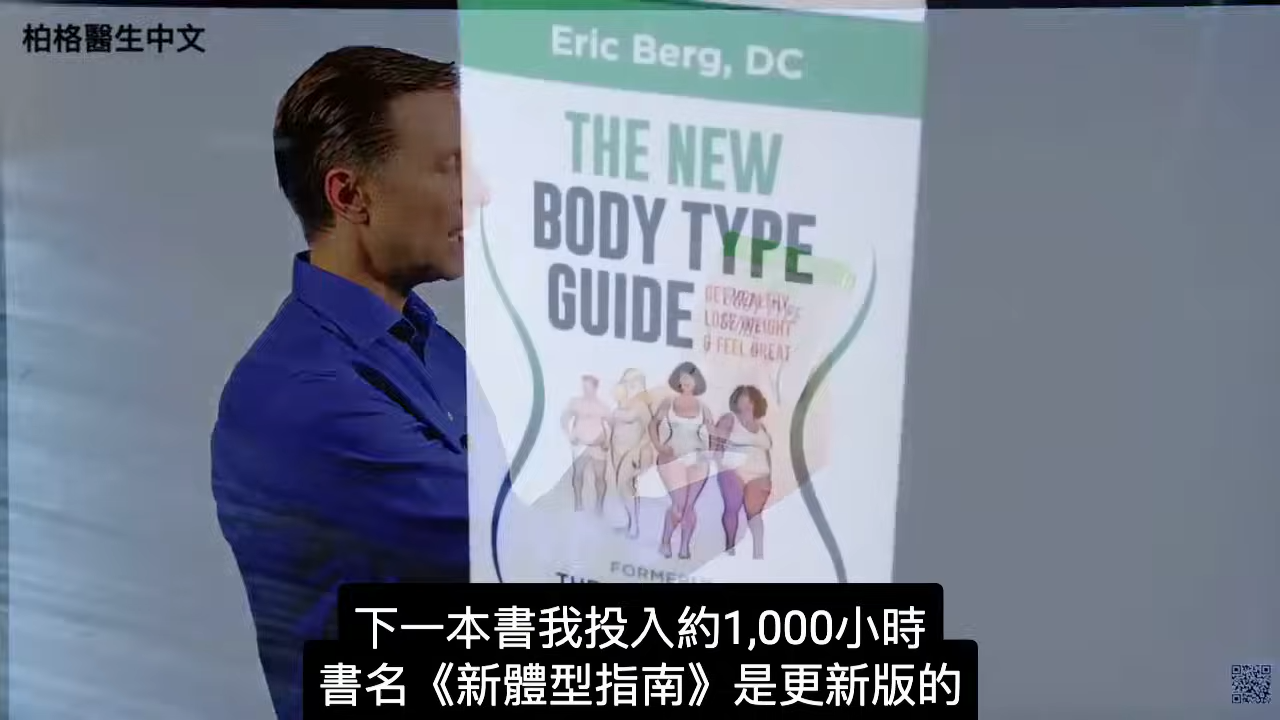 柏格醫生中文
Eric Berg, DC
THE NEW
BODY TYPE
GUIDE
GET HEALTHY
LOSE WEIGHT
& FEEL GREAT
下一本書我投入約1,000小時
書名《新體型指南》是更新版的